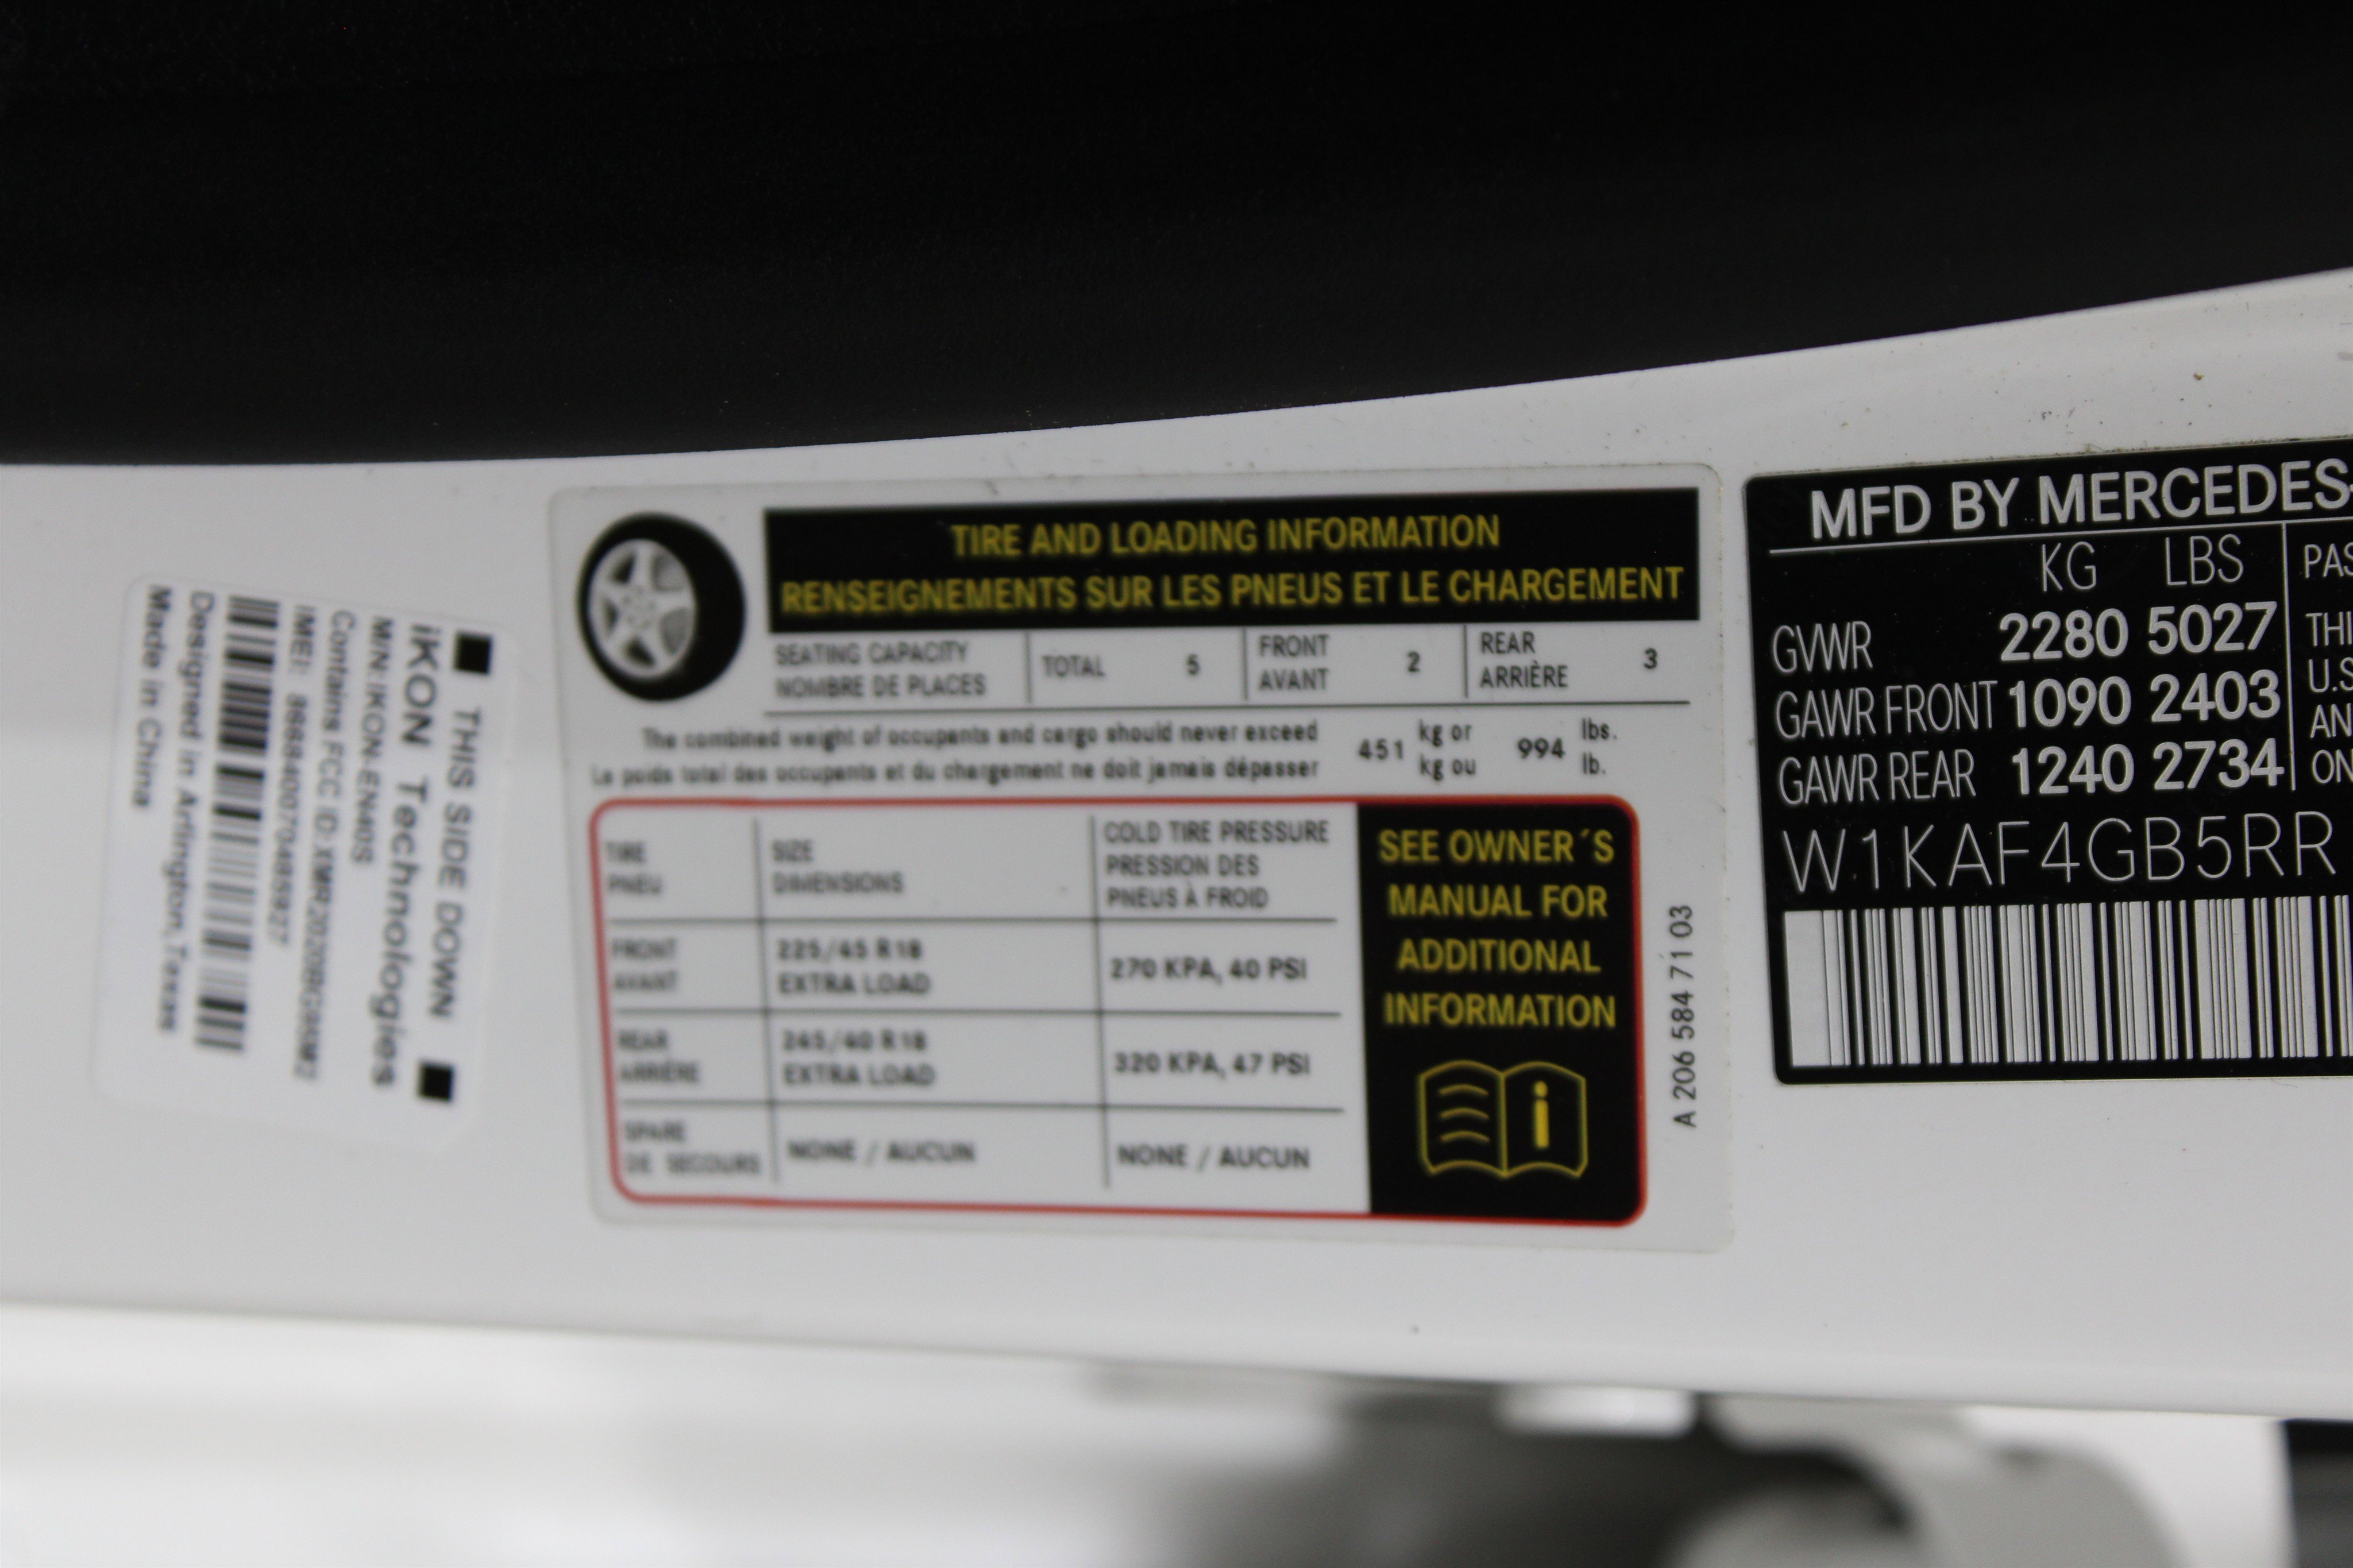 THIS SIDE DOWN
iKON Technologies
M/N: IKON-EN40S
Contains FCC ID:
IMEI:
Designed in Arlington, Texas
Made in China
TIRE AND LOADING INFORMATION
RENSEIGNEMENTS SUR LES PNEUS ET LE CHARGEMENT
SEATING CAPACITY
NOMBRE DE PLACES
TOTAL 5
FRONT
AVANT
2
REAR
ARRIÈRE
3
The combined weight of occupants and cargo should never exceed
Le poids total des occupants et du chargement ne doit jamais dépasser
451 kg or 994 lbs.
kg ou lb.
TIRE
PNEU
SIZE
DIMENSIONS
COLD TIRE PRESSURE
PRESSION DES
PNEUS À FROID
FRONT
AVANT
225/45 R18
EXTRA LOAD
270 KPA, 40 PSI
REAR
ARRIÈRE
245/40 R18
EXTRA LOAD
320 KPA, 47 PSI
SPARE
DE SECOURS
NONE / AUCUN
NONE / AUCUN
SEE OWNER´S
MANUAL FOR
ADDITIONAL
INFORMATION
i
A 206 584 71 03
MFD BY MERCEDES-
KG LBS
GVWR 2280 5027
GAWR FRONT 1090 2403
GAWR REAR 1240 2734
PAS
THI
U.S
AN
ON
W1KAF4GB5RR